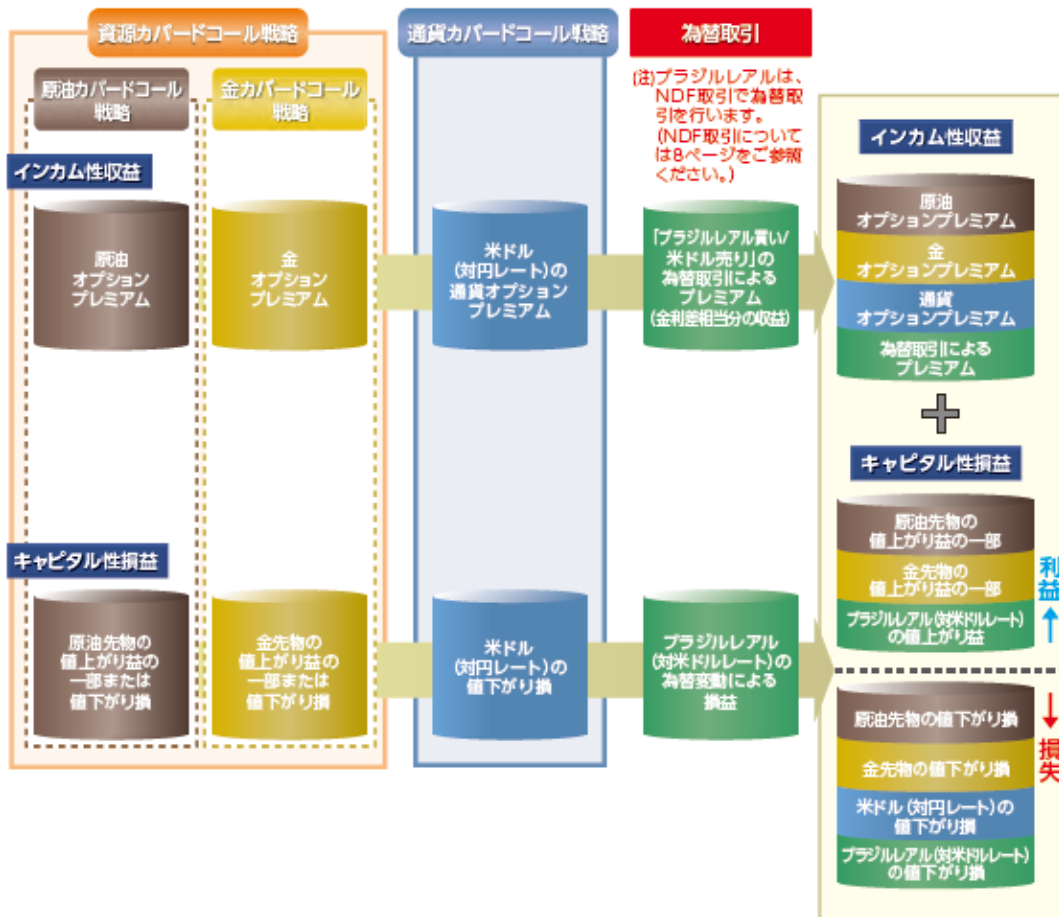 資源カバードコール戦略
通貨カバードコール戦略
為替取引
原油カバードコール
戦略
金カバードコール
戦略
(注)ブラジルレアルは、
NDF取引で為替取
引を行います。
(NDF取引について
は8ページをご参照
ください。)
インカム性収益
原油
オプション
プレミアム
金
オプション
プレミアム
米ドル
(対円レート)の
通貨オプション
プレミアム
「ブラジルレアル買い/
米ドル売り」の
為替取引による
プレミアム
(金利差相当分の収益)
キャピタル性損益
原油先物の
値上がり益の
一部または
値下がり損
金先物の
値上がり益の
一部または
値下がり損
米ドル
(対円レート)の
値下がり損
ブラジルレアル
(対米ドルレート)の
為替変動による
損益
インカム性収益
原油
オプションプレミアム
金
オプションプレミアム
通貨
オプションプレミアム
為替取引による
プレミアム
+
キャピタル性損益
原油先物の
値上がり益の一部
金先物の
値上がり益の一部
ブラジルレアル(対米ドルレート)
の値上がり益
利益
原油先物の値下がり損
金先物の値下がり損
米ドル(対円レート)の
値下がり損
ブラジルレアル(対米ドルレート)
の値下がり損
損失